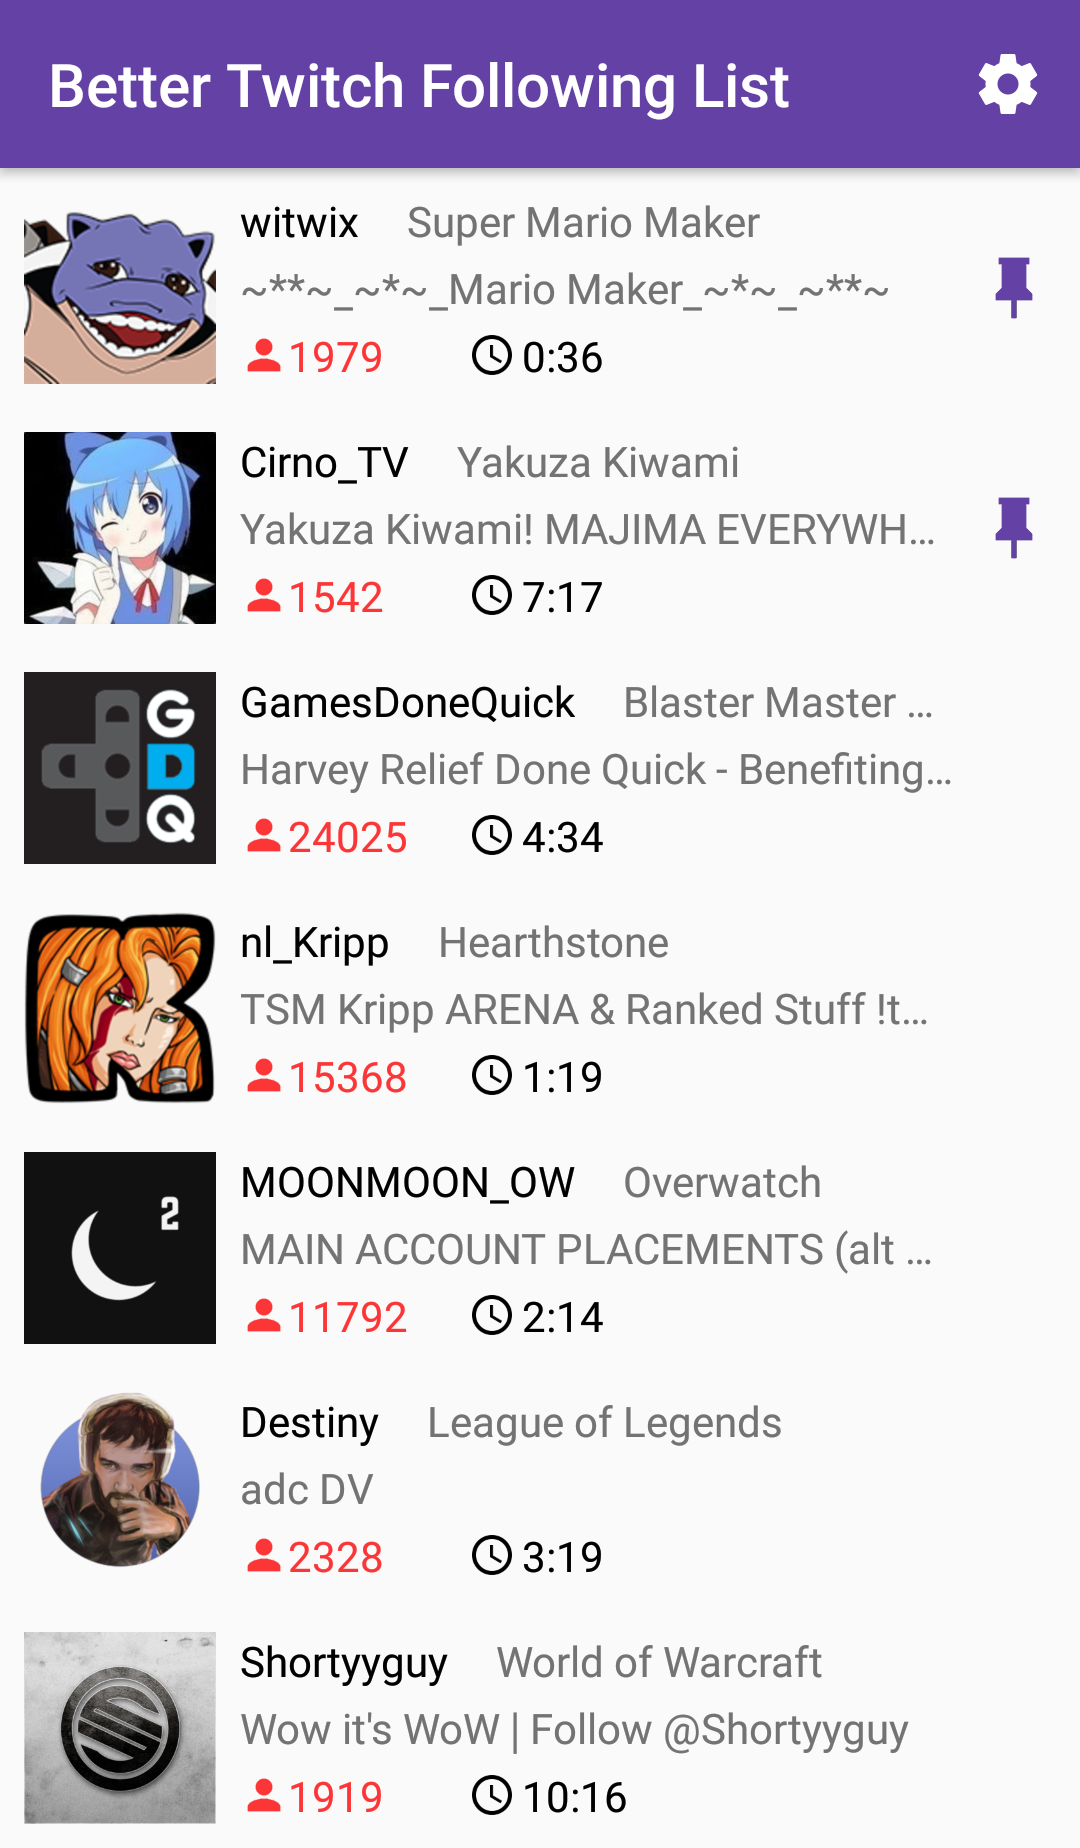 Better Twitch Following List
witwix Super Mario Maker
~**~_~*~_Mario Maker_~*~_~**~
1979 0:36
Cirno_TV Yakuza Kiwami
Yakuza Kiwami! MAJIMA EVERYWH...
1542 7:17
G
D
Q
GamesDoneQuick Blaster Master ...
Harvey Relief Done Quick - Benefiting...
24025 4:34
nl_Kripp Hearthstone
TSM Kripp ARENA & Ranked Stuff !t...
15368 1:19
2
MOONMOON_OW Overwatch
MAIN ACCOUNT PLACEMENTS (alt ...
11792 2:14
Destiny League of Legends
adc DV
2328 3:19
Shortyyguy World of Warcraft
Wow it's WoW | Follow @Shortyyguy
1919 10:16